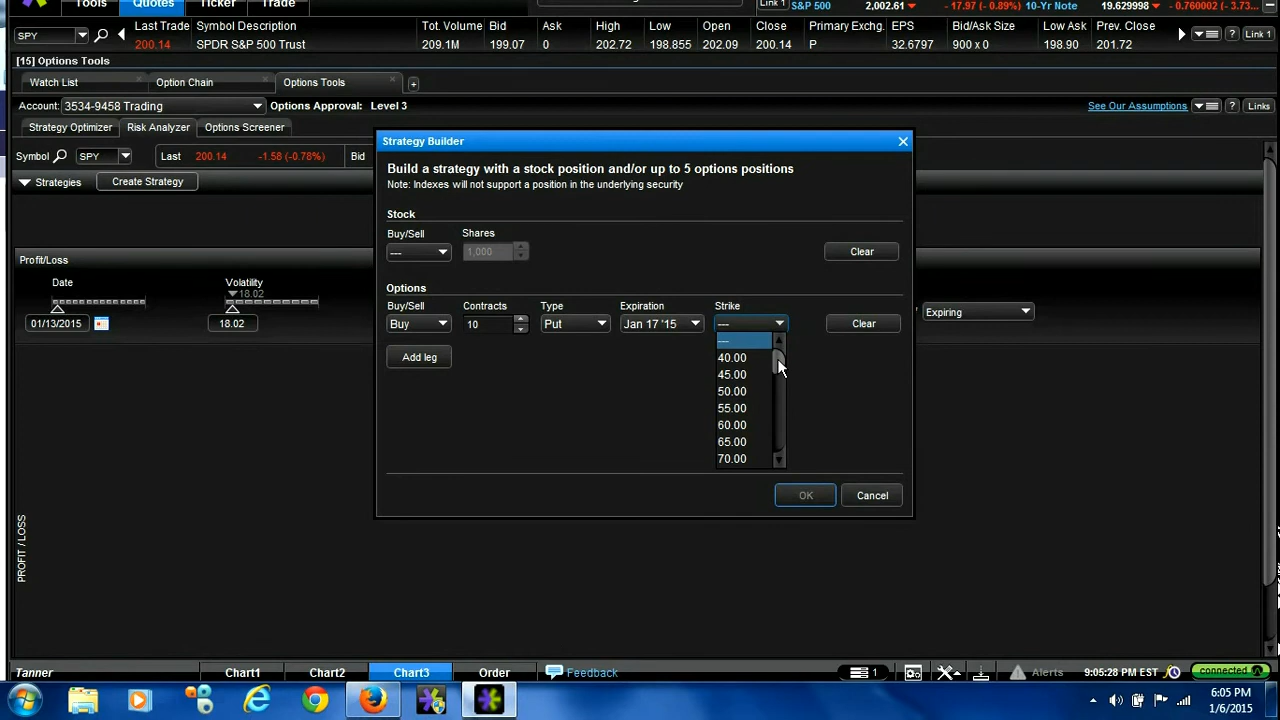 Tools Quotes Ticker Trade Link 1 S&P 500 2,002.61 - 17.97 (- 0.89%) 10-Yr Note 19.629998 - 0.760002 (- 3.73...
SPY Last Trade Symbol Description Tot. Volume Bid Ask High Low Open Close Primary Exchng. EPS Bid/Ask Size Low Ask Prev. Close
200.14 SPDR S&P 500 Trust 209.1M 199.07 0 202.72 198.855 202.09 200.14 P 32.6797 900 x 0 198.90 201.72 ? Link 1
[15] Options Tools
Watch List Option Chain Options Tools +
Account: 3534-9458 Trading Options Approval: Level 3 See Our Assumptions ? Links
Strategy Optimizer Risk Analyzer Options Screener
Symbol SPY Last 200.14 -1.58 (-0.78%) Bid
Strategies Create Strategy
Profit/Loss
Date Volatility
18.02
01/13/2015 18.02 Expiring
Strategy Builder
Build a strategy with a stock position and/or up to 5 options positions
Note: Indexes will not support a position in the underlying security
Stock
Buy/Sell Shares
--- 1,000 Clear
Options
Buy/Sell Contracts Type Expiration Strike
Buy 10 Put Jan 17 '15 --- Clear
---
Add leg
40.00
45.00
50.00
55.00
60.00
65.00
70.00
OK Cancel
PROFIT / LOSS
Tanner Chart1 Chart2 Chart3 Order Feedback 1 Alerts 9:05:28 PM EST connected
6:05 PM
1/6/2015